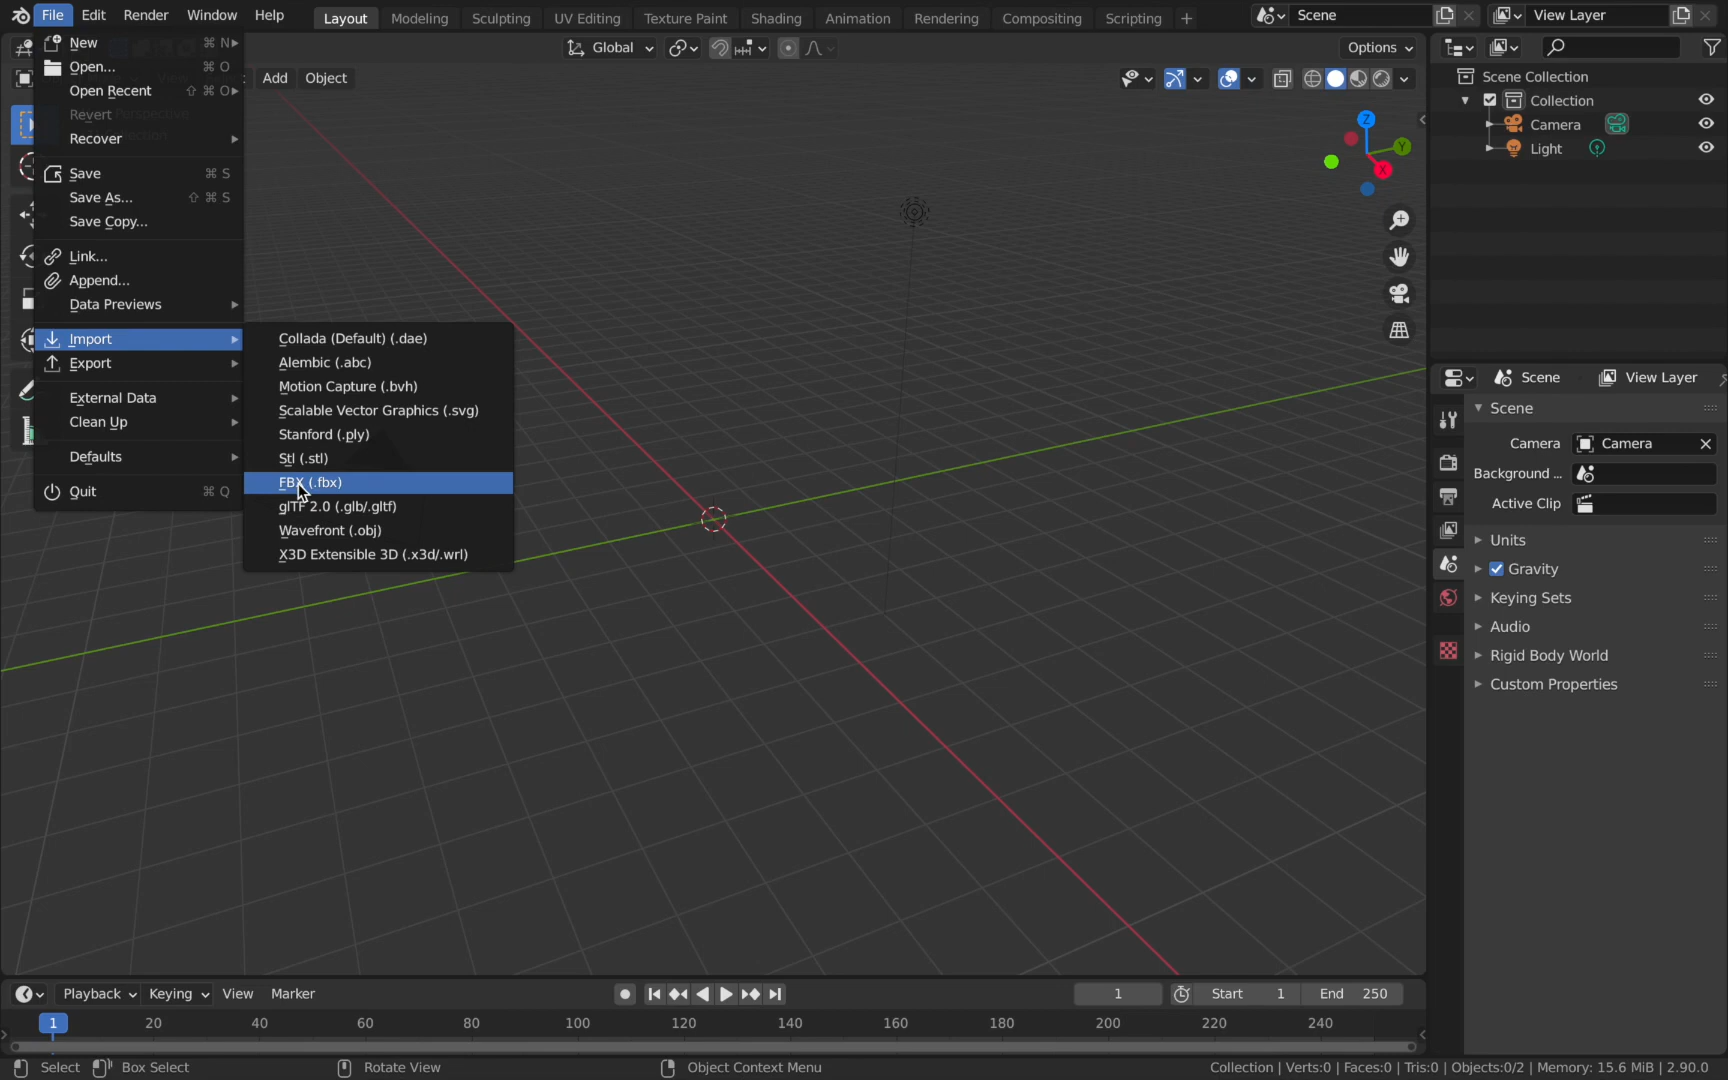 File Edit Render Window Help Layout Modeling Sculpting UV Editing Texture Paint Shading Animation Rendering Compositing Scripting + Scene View Layer
Global Options
Add Object
New ⌘ N
Open... ⌘ O
Open Recent ⇧ ⌘ O
Revert
Recover
Save ⌘ S
Save As... ⇧ ⌘ S
Save Copy...
Link...
Append...
Data Previews
Import
Export
External Data
Clean Up
Defaults
Quit ⌘ Q
Collada (Default) (.dae)
Alembic (.abc)
Motion Capture (.bvh)
Scalable Vector Graphics (.svg)
Stanford (.ply)
Stl (.stl)
FBX (.fbx)
glTF 2.0 (.glb/.gltf)
Wavefront (.obj)
X3D Extensible 3D (.x3d/.wrl)
Z
Y
X
Scene Collection
Collection
Camera
Light
Scene View Layer
Scene
Camera Camera
Background ...
Active Clip
Units
Gravity
Keying Sets
Audio
Rigid Body World
Custom Properties
Playback Keying View Marker 1 Start 1 End 250
1 20 40 60 80 100 120 140 160 180 200 220 240
Select Box Select Rotate View Object Context Menu Collection | Verts:0 | Faces:0 | Tris:0 | Objects:0/2 | Memory: 15.6 MiB | 2.90.0